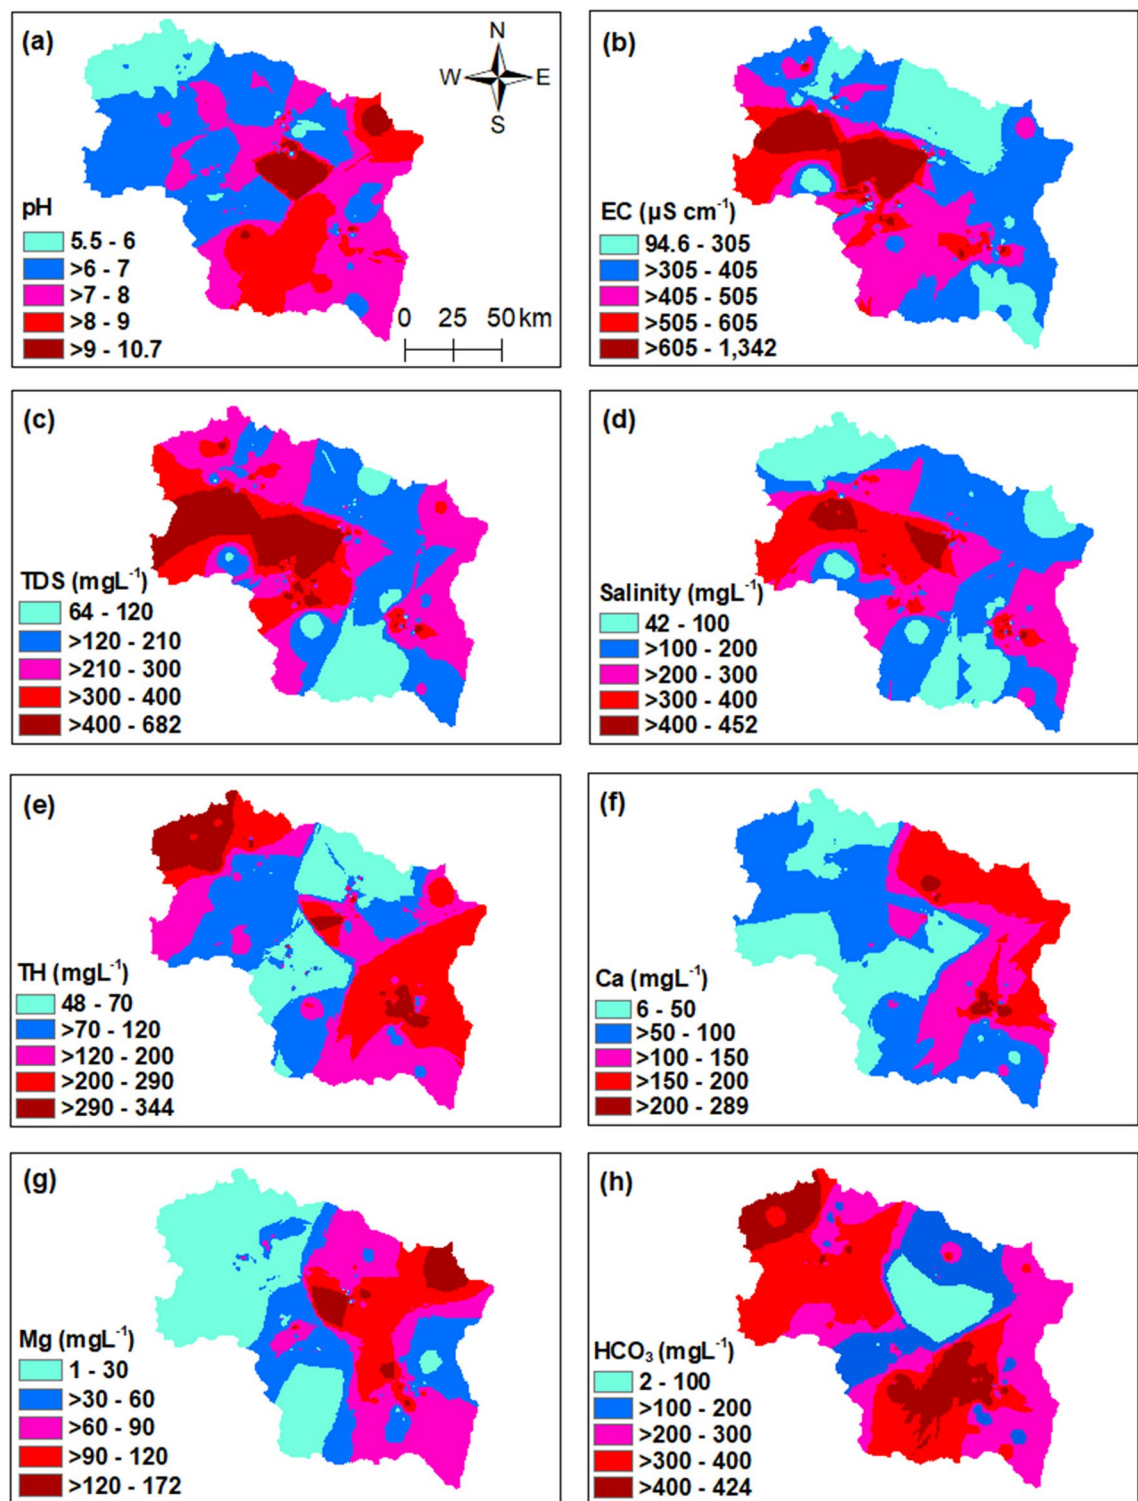 (a)
N
W E
S
pH
5.5 - 6
>6 - 7
>7 - 8
>8 - 9
>9 - 10.7
0 25 50 km
(b)
EC (µS cm⁻¹)
94.6 - 305
>305 - 405
>405 - 505
>505 - 605
>605 - 1,342
(c)
TDS (mgL⁻¹)
64 - 120
>120 - 210
>210 - 300
>300 - 400
>400 - 682
(d)
Salinity (mgL⁻¹)
42 - 100
>100 - 200
>200 - 300
>300 - 400
>400 - 452
(e)
TH (mgL⁻¹)
48 - 70
>70 - 120
>120 - 200
>200 - 290
>290 - 344
(f)
Ca (mgL⁻¹)
6 - 50
>50 - 100
>100 - 150
>150 - 200
>200 - 289
(g)
Mg (mgL⁻¹)
1 - 30
>30 - 60
>60 - 90
>90 - 120
>120 - 172
(h)
HCO₃ (mgL⁻¹)
2 - 100
>100 - 200
>200 - 300
>300 - 400
>400 - 424